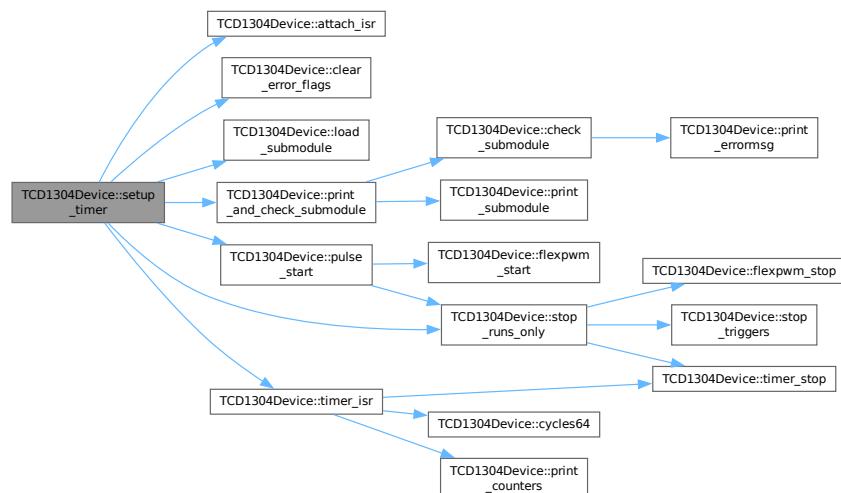 TCD1304Device::setup
_timer
TCD1304Device::attach_isr
TCD1304Device::clear
_error_flags
TCD1304Device::load
_submodule
TCD1304Device::print
_and_check_submodule
TCD1304Device::pulse
_start
TCD1304Device::timer_isr
TCD1304Device::check
_submodule
TCD1304Device::print
_submodule
TCD1304Device::flexpwm
_start
TCD1304Device::stop
_runs_only
TCD1304Device::cycles64
TCD1304Device::print
_counters
TCD1304Device::print
_errormsg
TCD1304Device::flexpwm_stop
TCD1304Device::stop
_triggers
TCD1304Device::timer_stop